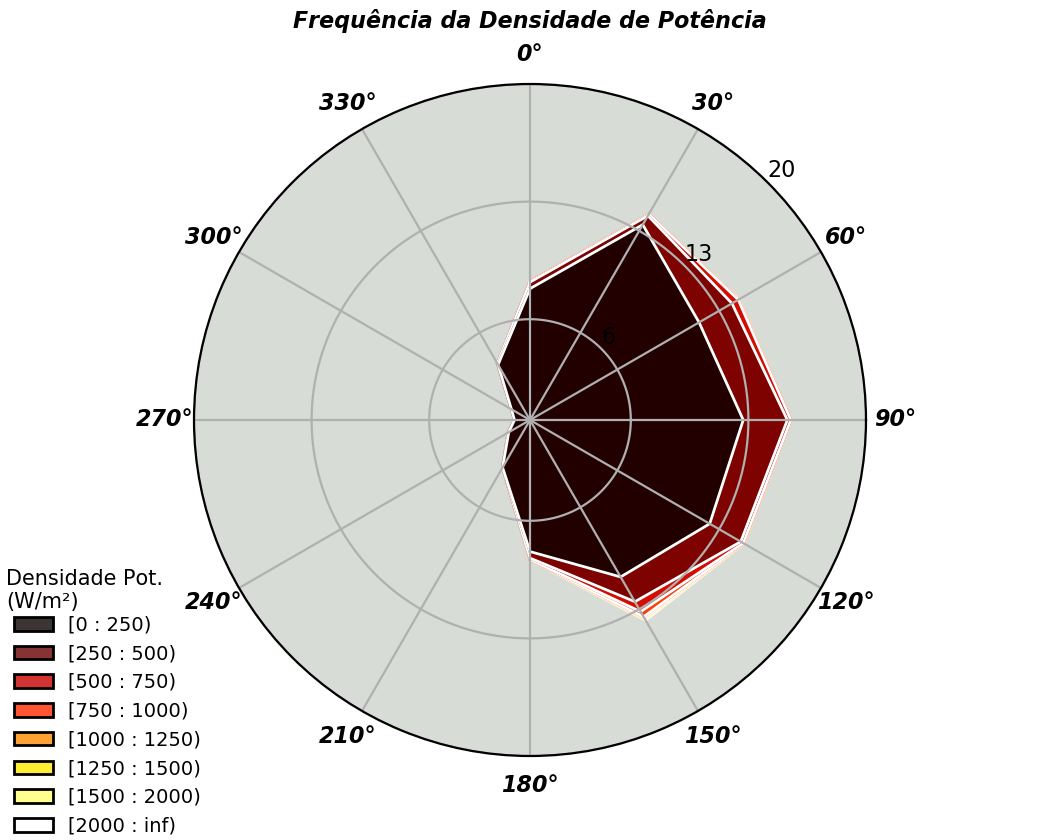 Frequência da Densidade de Potência
0°
330°
30°
20
300°
60°
13
6
270°
90°
240°
120°
210°
150°
180°
Densidade Pot.
(W/m²)
[0 : 250)
[250 : 500)
[500 : 750)
[750 : 1000)
[1000 : 1250)
[1250 : 1500)
[1500 : 2000)
[2000 : inf)